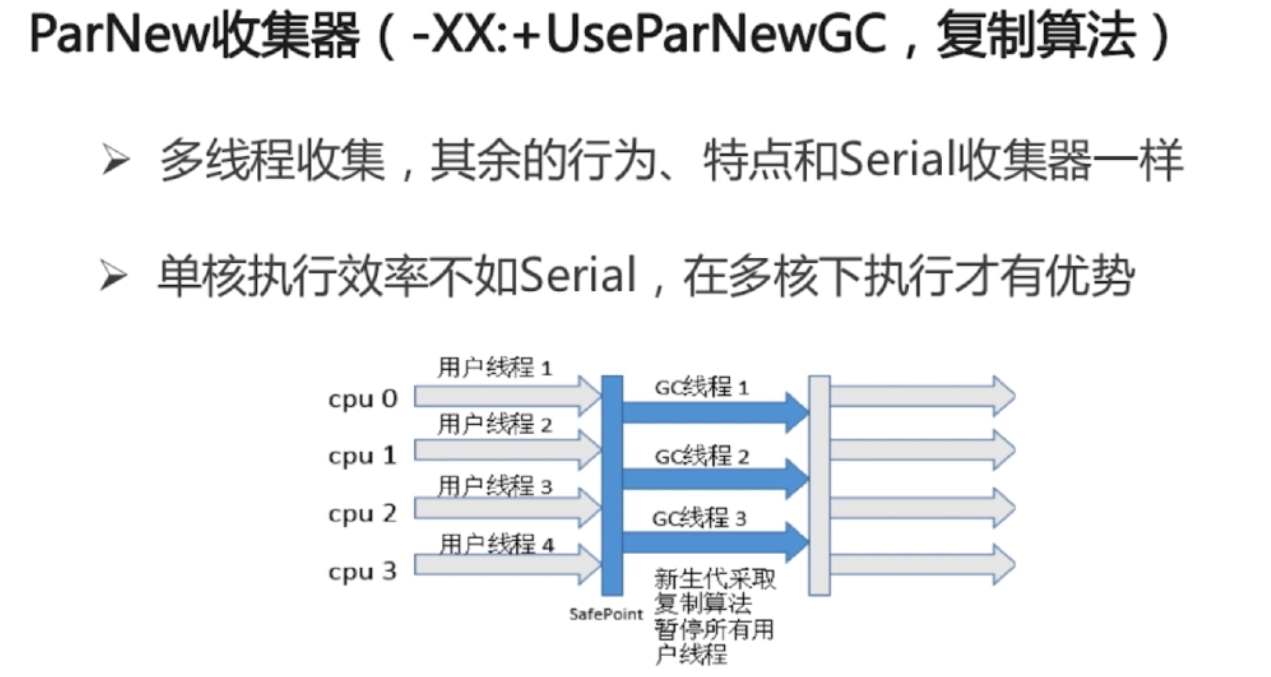 ParNew收集器（-XX:+UseParNewGC，复制算法）
多线程收集，其余的行为、特点和Serial收集器一样
单核执行效率不如Serial，在多核下执行才有优势
用户线程 1
cpu 0
GC线程 1
用户线程 2
cpu 1
GC线程 2
用户线程 3
cpu 2
GC线程 3
用户线程 4
cpu 3
SafePoint
新生代采取
复制算法
暂停所有用
户线程